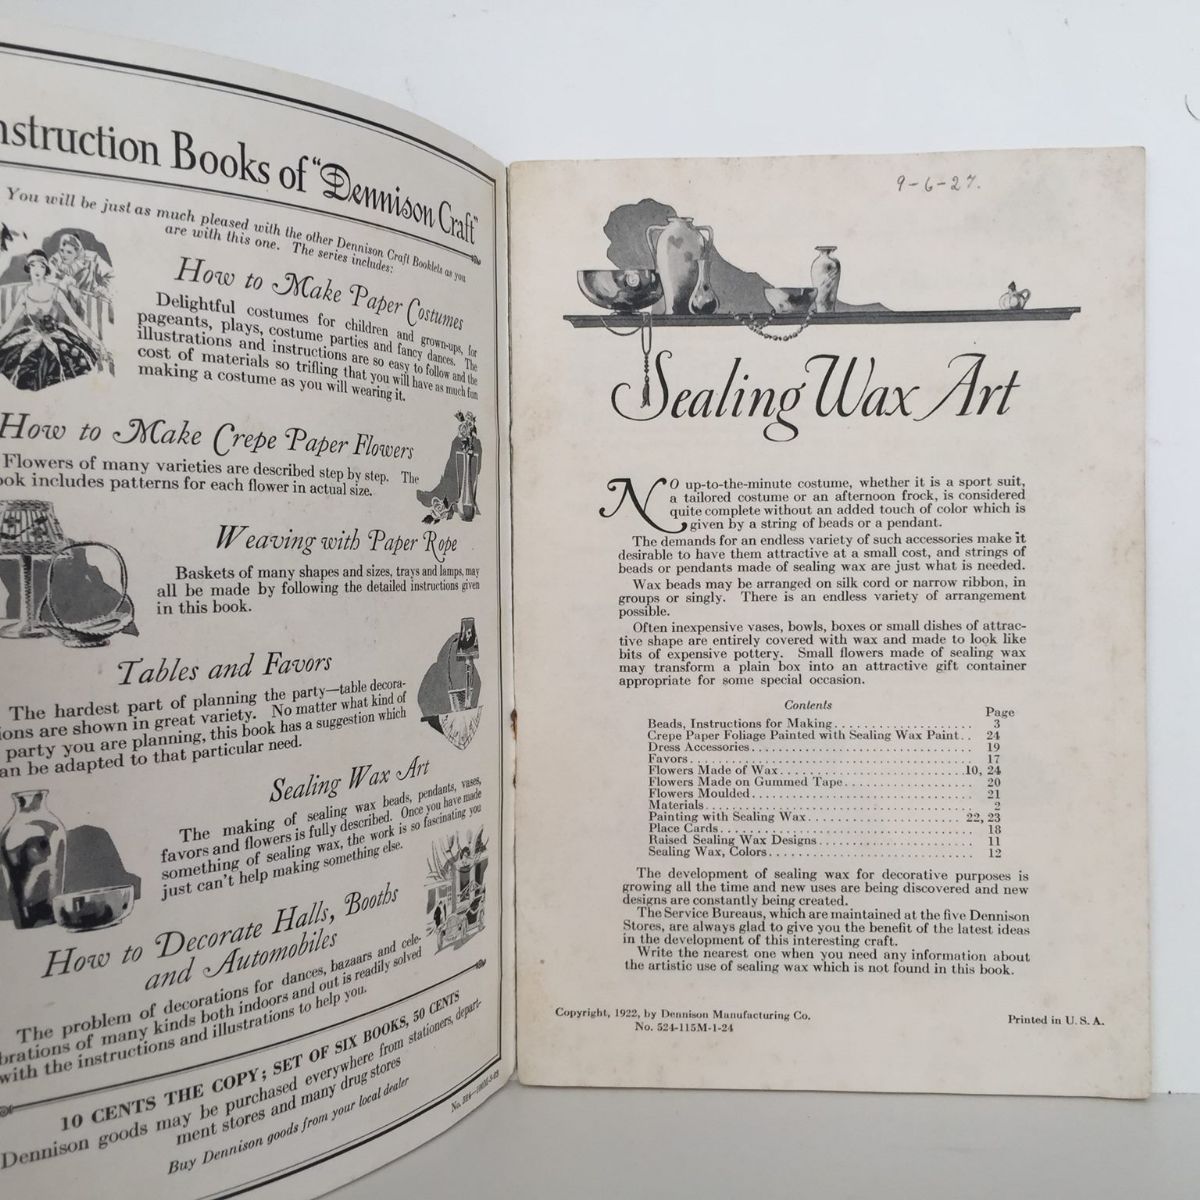 Instruction Books of "Dennison Craft"
You will be just as much pleased with the other Dennison Craft Booklets as you
are with this one. The series includes:
How to Make Paper Costumes
Delightful costumes for children and grown-ups, for
pageants, plays, costume parties and fancy dances. The
illustrations and instructions are so easy to follow and the
cost of materials so trifling that you will have as much fun
making a costume as you will wearing it.
How to Make Crepe Paper Flowers
Flowers of many varieties are described step by step. The
book includes patterns for each flower in actual size.
Weaving with Paper Rope
Baskets of many shapes and sizes, trays and lamps, may
all be made by following the detailed instructions given
in this book.
Tables and Favors
The hardest part of planning the party—table decora-
tions are shown in great variety. No matter what kind of
party you are planning, this book has a suggestion which
can be adapted to that particular need.
Sealing Wax Art
The making of sealing wax beads, pendants, vases,
favors and flowers is fully described. Once you have made
something of sealing wax, the work is so fascinating you
just can't help making something else.
How to Decorate Halls, Booths
and Automobiles
The problem of decorations for dances, bazaars and cele-
brations of many kinds both indoors and out is readily solved
with the instructions and illustrations to help you.
10 CENTS THE COPY; SET OF SIX BOOKS, 50 CENTS
Dennison goods may be purchased everywhere from stationers, depart-
ment stores and many drug stores
Buy Dennison goods from your local dealer
9-6-27.
Sealing Wax Art
NO up-to-the-minute costume, whether it is a sport suit,
a tailored costume or an afternoon frock, is considered
quite complete without an added touch of color which is
given by a string of beads or a pendant.
The demands for an endless variety of such accessories make it
desirable to have them attractive at a small cost, and strings of
beads or pendants made of sealing wax are just what is needed.
Wax beads may be arranged on silk cord or narrow ribbon, in
groups or singly. There is an endless variety of arrangement
possible.
Often inexpensive vases, bowls, boxes or small dishes of attrac-
tive shape are entirely covered with wax and made to look like
bits of expensive pottery. Small flowers made of sealing wax
may transform a plain box into an attractive gift container
appropriate for some special occasion.
Contents
Page
Beads, Instructions for Making 3
Crepe Paper Foliage Painted with Sealing Wax Paint 24
Dress Accessories 19
Favors 17
Flowers Made of Wax 10, 24
Flowers Made on Gummed Tape 20
Flowers Moulded 21
Materials 2
Painting with Sealing Wax 22, 23
Place Cards 18
Raised Sealing Wax Designs 11
Sealing Wax, Colors 12
The development of sealing wax for decorative purposes is
growing all the time and new uses are being discovered and new
designs are constantly being created.
The Service Bureaus, which are maintained at the five Dennison
Stores, are always glad to give you the benefit of the latest ideas
in the development of this interesting craft.
Write the nearest one when you need any information about
the artistic use of sealing wax which is not found in this book.
Copyright, 1922, by Dennison Manufacturing Co.
No. 524-115M-1-24
Printed in U. S. A.